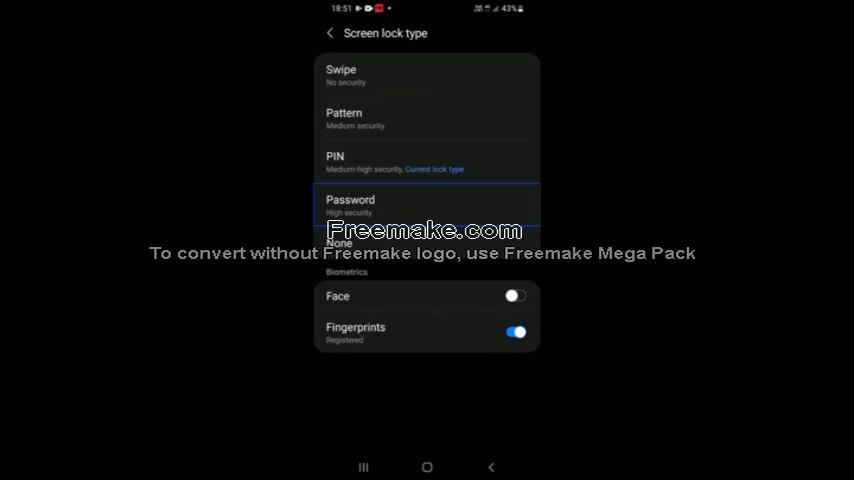 18:51
43%
Screen lock type
Swipe
No security
Pattern
Medium security
PIN
Medium-high security, Current lock type
Password
High security
Freemake.com
None
To convert without Freemake logo, use Freemake Mega Pack
Biometrics
Face
Fingerprints
Registered